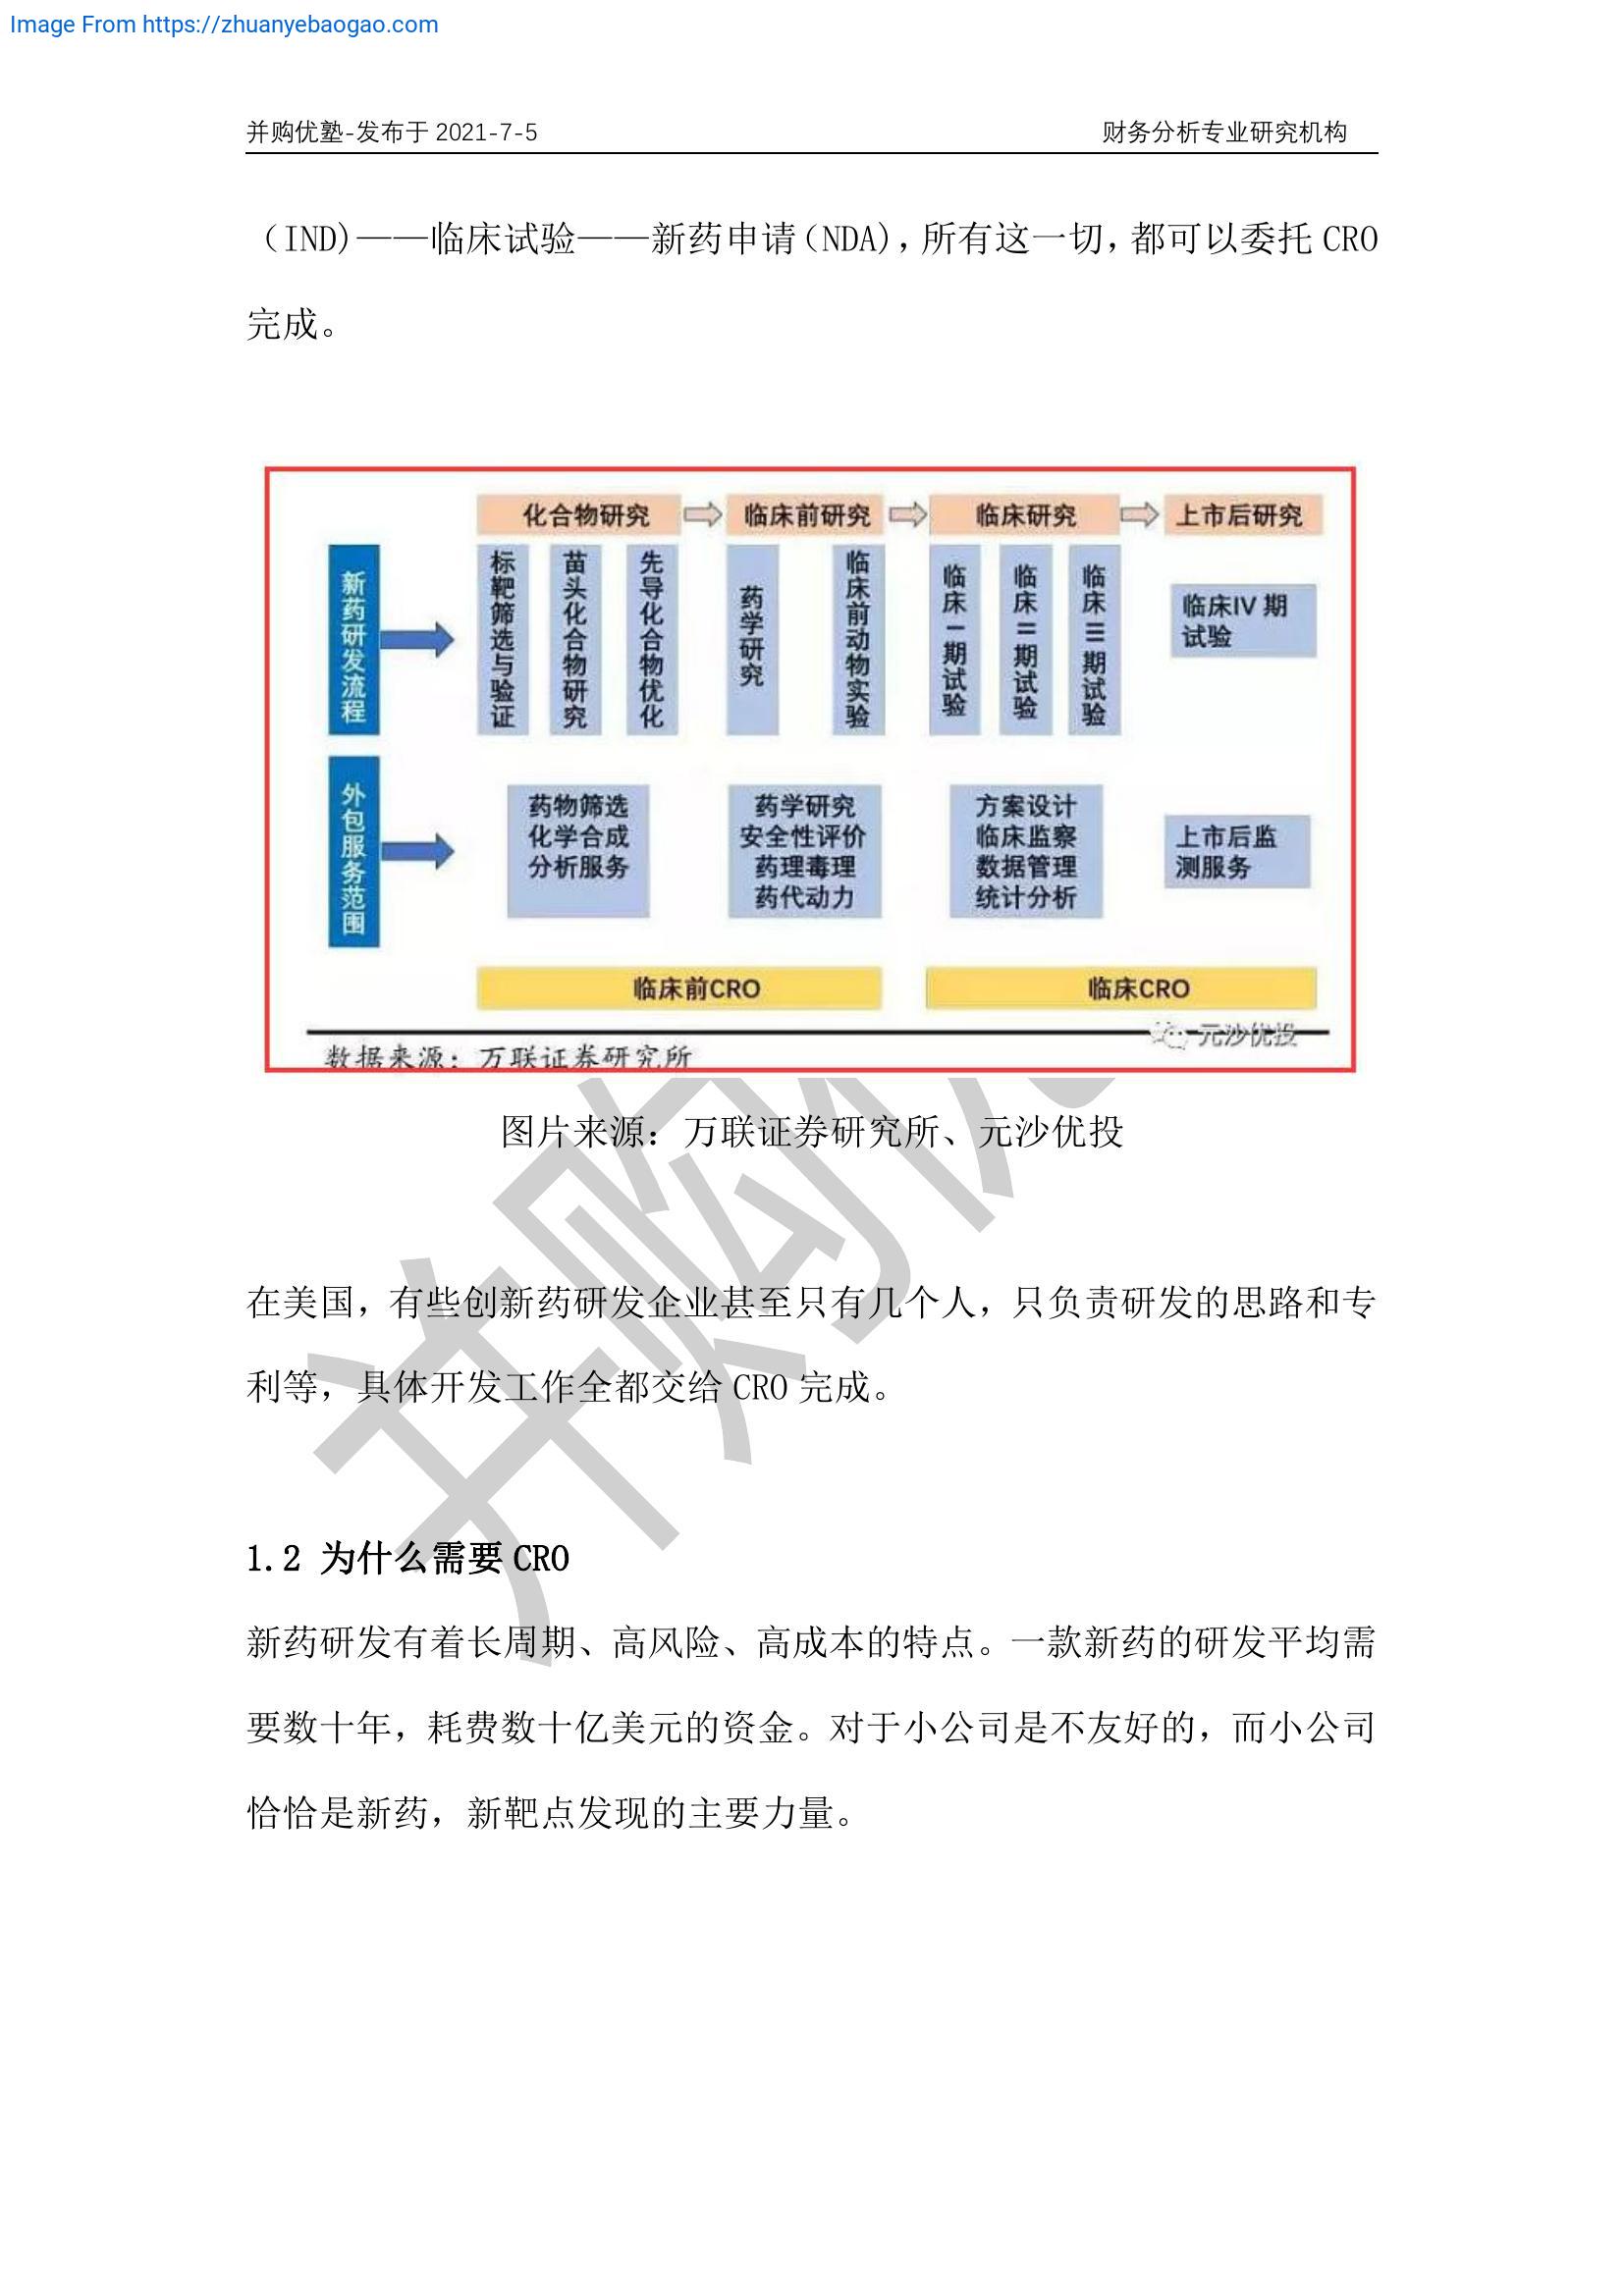 Image From https://zhuanyebaogao.com
并购优塾-发布于 2021-7-5
财务分析专业研究机构
（IND)——临床试验——新药申请（NDA)，所有这一切，都可以委托 CRO
完成。
化合物研究
临床前研究
临床研究
上市后研究
新药研发流程
标靶筛选与验证
苗头化合物研究
先导化合物优化
药学研究
临床前动物实验
临床一期试验
临床二期试验
临床三期试验
临床IV 期
试验
外包服务范围
药物筛选
化学合成
分析服务
药学研究
安全性评价
药理毒理
药代动力
方案设计
临床监察
数据管理
统计分析
上市后监
测服务
临床前CRO
临床CRO
元沙优投
数据来源：万联证券研究所
图片来源：万联证券研究所、元沙优投
在美国，有些创新药研发企业甚至只有几个人，只负责研发的思路和专
利等，具体开发工作全都交给 CRO 完成。
1.2 为什么需要 CRO
新药研发有着长周期、高风险、高成本的特点。一款新药的研发平均需
要数十年，耗费数十亿美元的资金。对于小公司是不友好的，而小公司
恰恰是新药，新靶点发现的主要力量。
并购